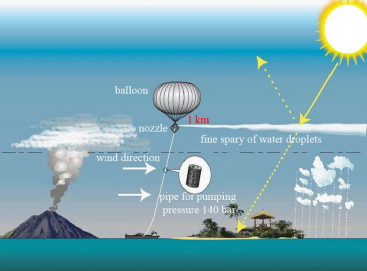 balloon
1 km
nozzle
fine spary of water droplets
wind direction
pipe for pumping
pressure 140 bar